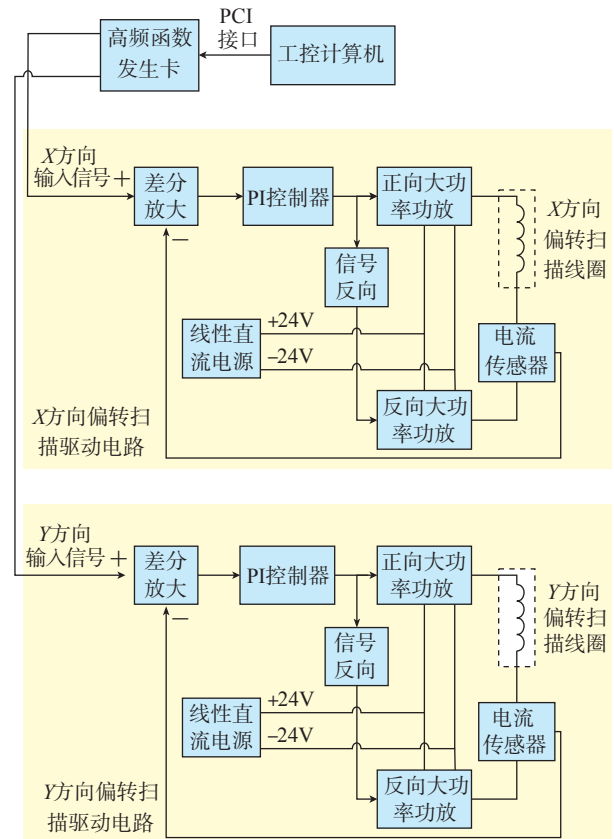 高频函数
发生卡
PCI
接口
工控计算机
X方向
输入信号+
差分
放大
PI控制器
正向大功
率功放
X方向
偏转扫
描线圈
−
信号
反向
线性直
流电源
+24V
−24V
电流
传感器
反向大功
率功放
X方向偏转扫
描驱动电路
Y方向
输入信号+
差分
放大
PI控制器
正向大功
率功放
Y方向
偏转扫
描线圈
−
信号
反向
线性直
流电源
+24V
−24V
电流
传感器
反向大功
率功放
Y方向偏转扫
描驱动电路